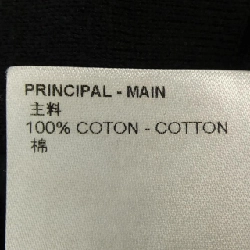 PRINCIPAL - MAIN
主料
100% COTON - COTTON
棉